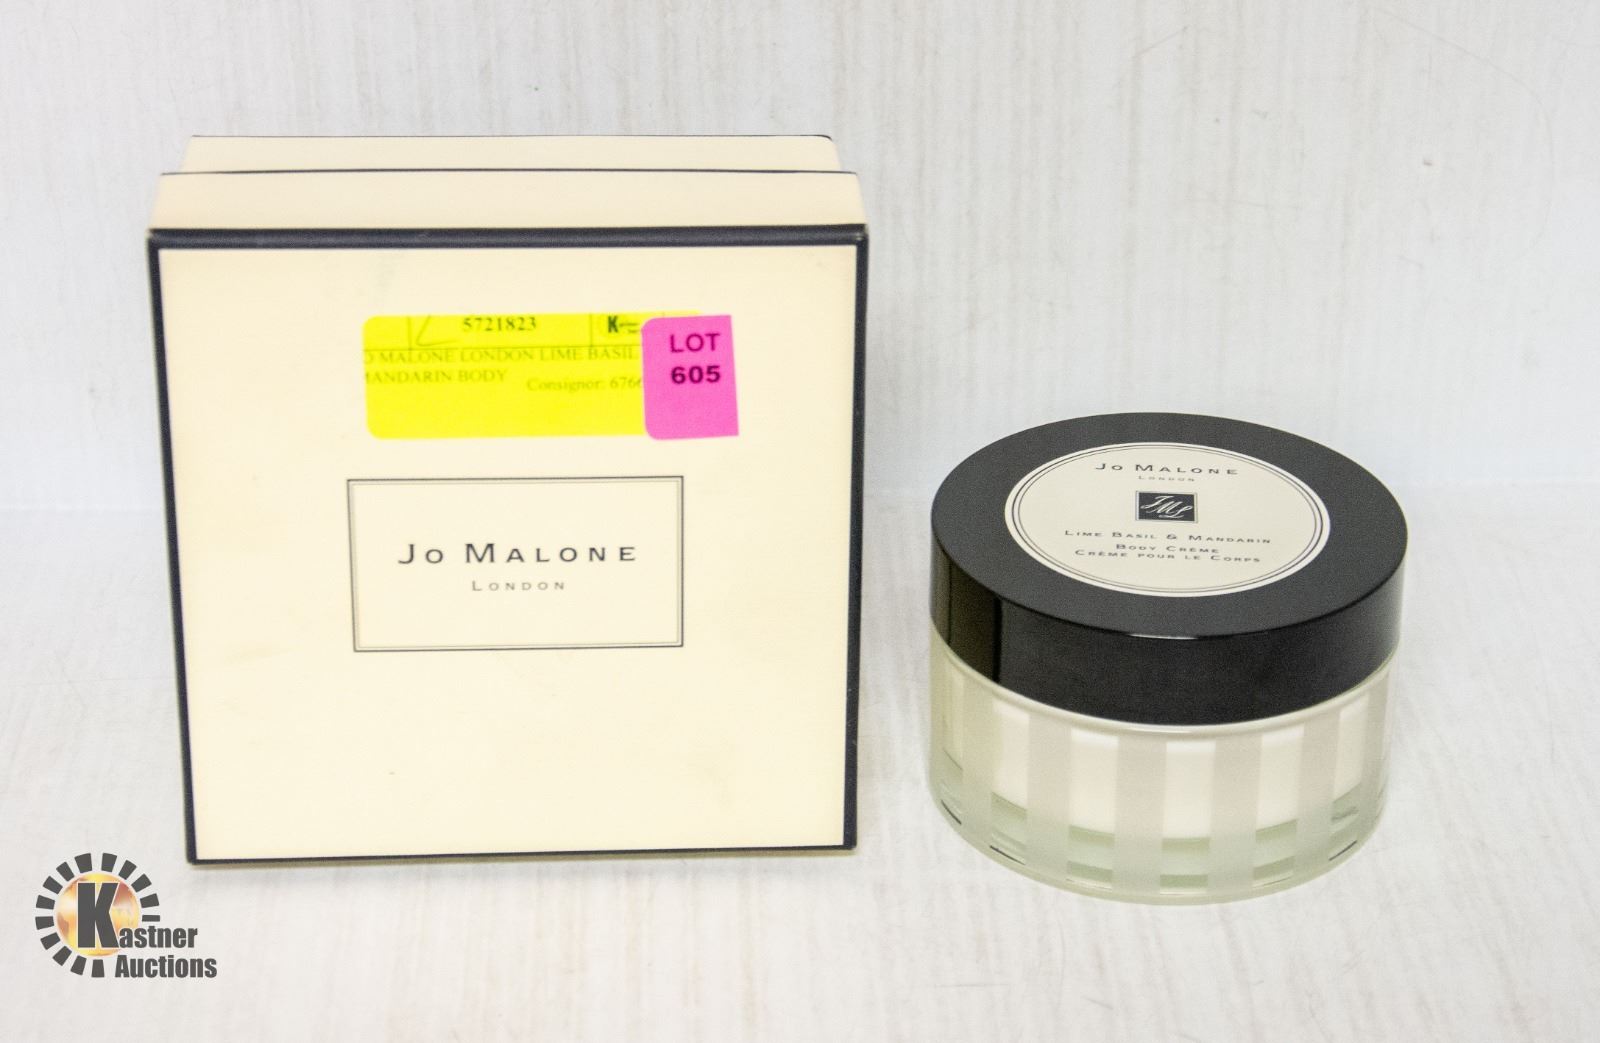 5721823
MALONE LONDON LIME BASIL
MANDARIN BODY
Consignor: 676
LOT
605
JO MALONE
LONDON
JO MALONE
LONDON
LIME BASIL & MANDARIN
BODY CRÈME
CRÈME POUR LE CORPS
Kastner
Auctions